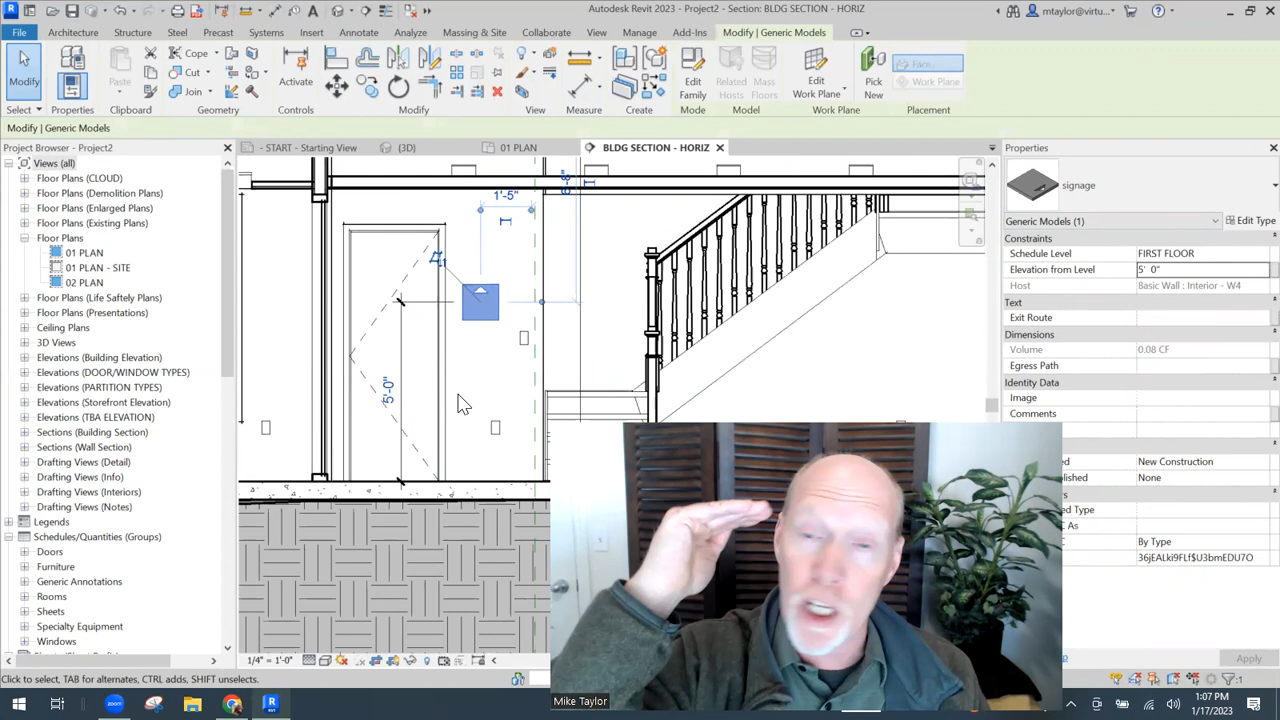 Autodesk Revit 2023 - Project2 - Section: BLDG SECTION - HORIZ
mtaylor@virtu...
File Architecture Structure Steel Precast Systems Insert Annotate Analyze Massing & Site Collaborate View Manage Add-Ins Modify | Generic Models
Modify Paste Cope Cut Join Activate Edit Family Related Hosts Mass Floors Edit Work Plane Pick New Face Work Plane
Select Properties Clipboard Geometry Controls Modify View Measure Create Mode Model Work Plane Placement
Modify | Generic Models
Project Browser - Project2
- START - Starting View
{3D}
01 PLAN
BLDG SECTION - HORIZ
Properties
Views (all)
Floor Plans (CLOUD)
Floor Plans (Demolition Plans)
Floor Plans (Enlarged Plans)
Floor Plans (Existing Plans)
Floor Plans
01 PLAN
01 PLAN - SITE
02 PLAN
Floor Plans (Life Saftely Plans)
Floor Plans (Presentations)
Ceiling Plans
3D Views
Elevations (Building Elevation)
Elevations (DOOR/WINDOW TYPES)
Elevations (PARTITION TYPES)
Elevations (Storefront Elevation)
Elevations (TBA ELEVATION)
Sections (Building Section)
Sections (Wall Section)
Drafting Views (Detail)
Drafting Views (Info)
Drafting Views (Interiors)
Drafting Views (Notes)
Legends
Schedules/Quantities (Groups)
Doors
Furniture
Generic Annotations
Rooms
Sheets
Specialty Equipment
Windows
1'-5"
6'-8"
5'-0"
signage
Generic Models (1)
Edit Type
Constraints
Schedule Level FIRST FLOOR
Elevation from Level 5' 0"
Host Basic Wall : Interior - W4
Text
Exit Route
Dimensions
Volume 0.08 CF
Egress Path
Identity Data
Image
Comments
New Construction
None
By Type
36jEALki9FLf$U3bmEDU7O
Apply
Mike Taylor
1/4" = 1'-0"
Click to select, TAB for alternates, CTRL adds, SHIFT unselects.
:1
1:07 PM
1/17/2023